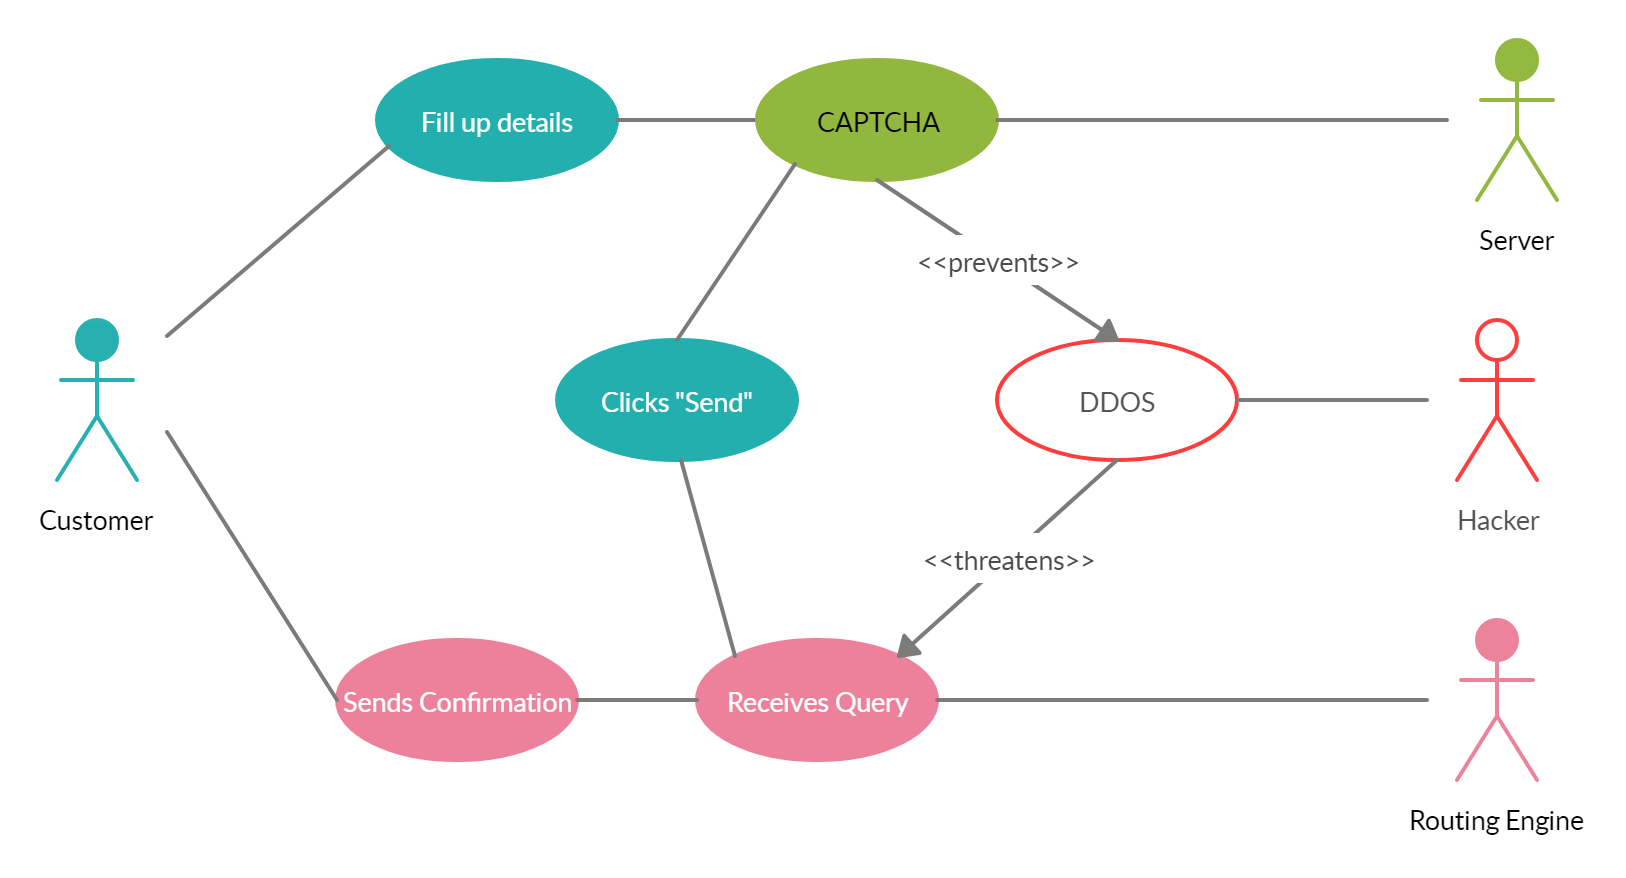 Fill up details
CAPTCHA
Server
<<prevents>>
Customer
Clicks "Send"
DDOS
Hacker
<<threatens>>
Sends Confirmation
Receives Query
Routing Engine